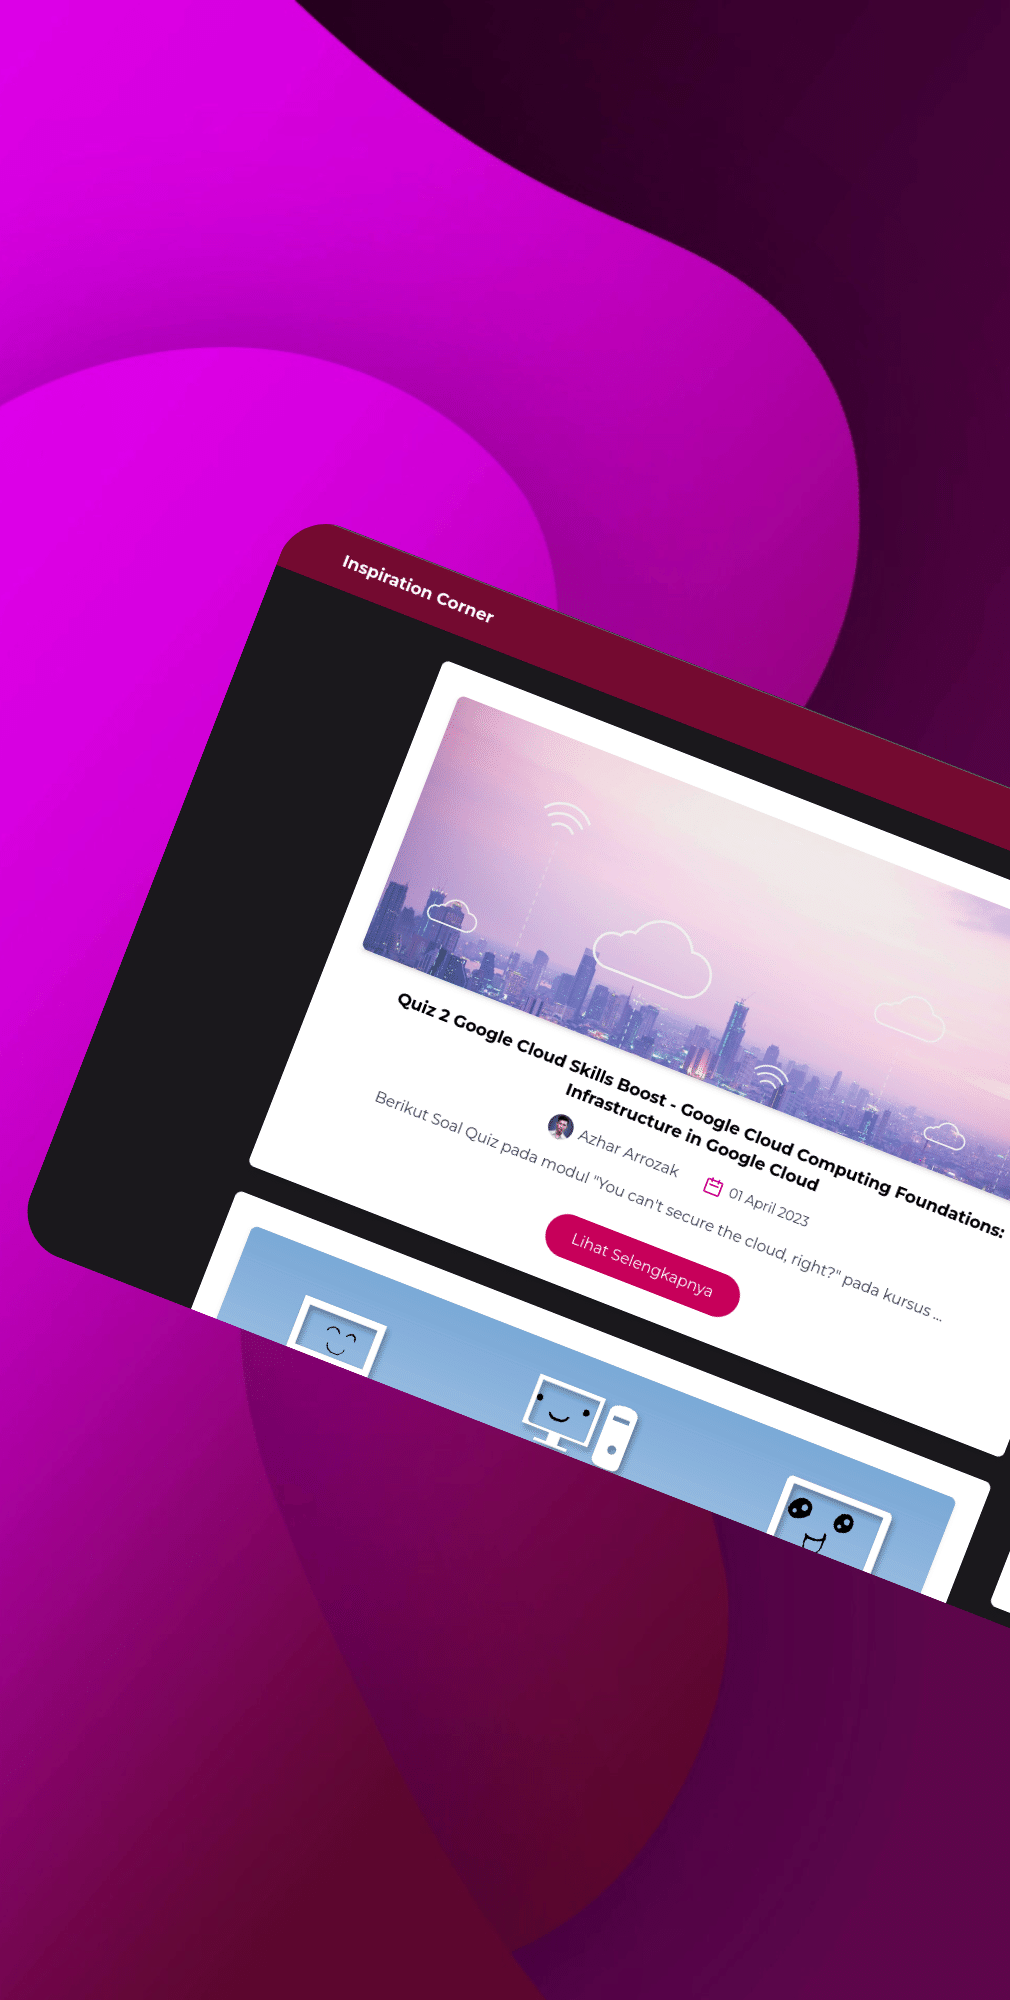 Inspiration Corner
Quiz 2 Google Cloud Skills Boost - Google Cloud Computing Foundations:
Infrastructure in Google Cloud
Azhar Arrozak
01 April 2023
Berikut Soal Quiz pada modul "You can't secure the cloud, right?" pada kursus ...
Lihat Selengkapnya